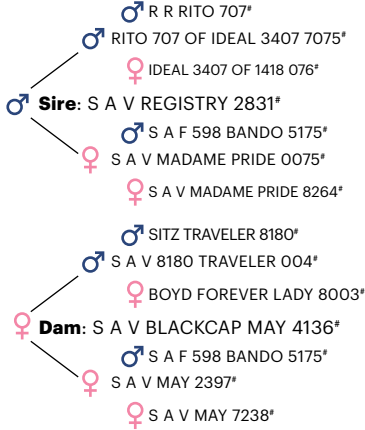 R R RITO 707#
RITO 707 OF IDEAL 3407 7075#
IDEAL 3407 OF 1418 076#
Sire: S A V REGISTRY 2831#
S A F 598 BANDO 5175#
S A V MADAME PRIDE 0075#
S A V MADAME PRIDE 8264#
SITZ TRAVELER 8180#
S A V 8180 TRAVELER 004#
BOYD FOREVER LADY 8003#
Dam: S A V BLACKCAP MAY 4136#
S A F 598 BANDO 5175#
S A V MAY 2397#
S A V MAY 7238#